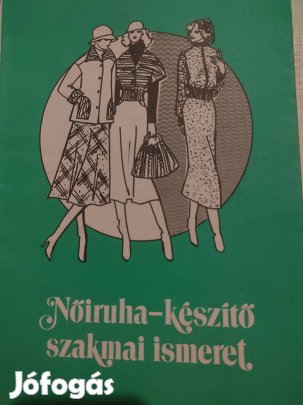 Nőiruha-készítő
szakmai ismeret
Jófogás